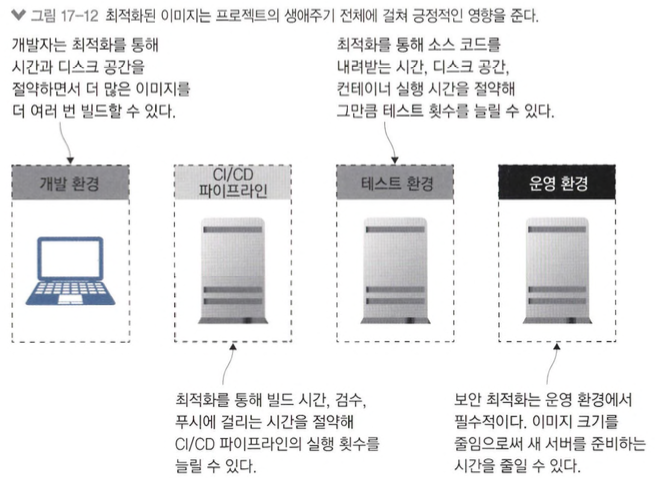 그림 17-12 최적화된 이미지는 프로젝트의 생애주기 전체에 걸쳐 긍정적인 영향을 준다.
개발자는 최적화를 통해
시간과 디스크 공간을
절약하면서 더 많은 이미지를
더 여러 번 빌드할 수 있다.
최적화를 통해 소스 코드를
내려받는 시간, 디스크 공간,
컨테이너 실행 시간을 절약해
그만큼 테스트 횟수를 늘릴 수 있다.
개발 환경
CI/CD
파이프라인
테스트 환경
운영 환경
최적화를 통해 빌드 시간, 검수,
푸시에 걸리는 시간을 절약해
CI/CD 파이프라인의 실행 횟수를
늘릴 수 있다.
보안 최적화는 운영 환경에서
필수적이다. 이미지 크기를
줄임으로써 새 서버를 준비하는
시간을 줄일 수 있다.